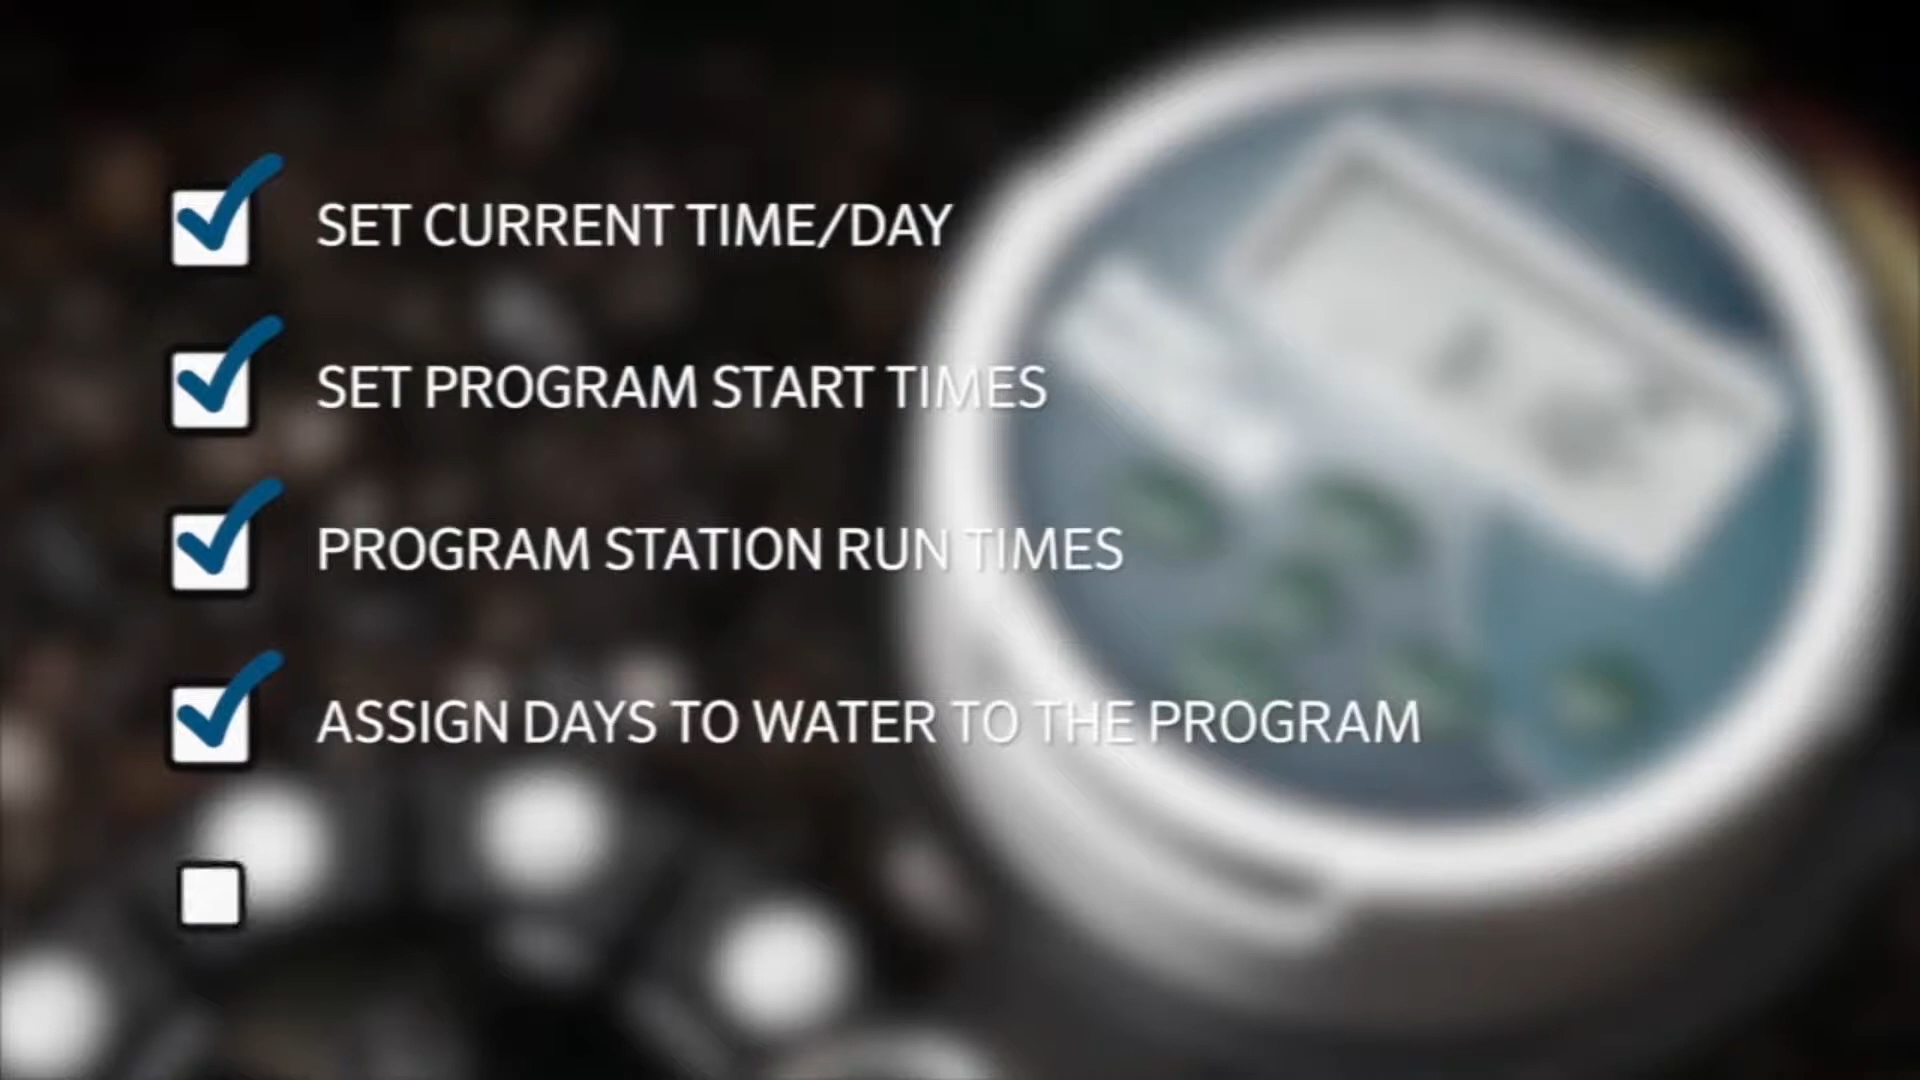 SET CURRENT TIME/DAY
SET PROGRAM START TIMES
PROGRAM STATION RUN TIMES
ASSIGN DAYS TO WATER TO THE PROGRAM